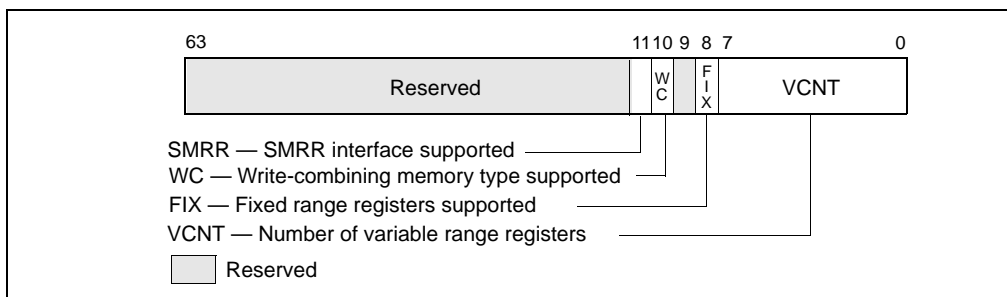 63 11 10 9 8 7 0
Reserved W C F I X VCNT
SMRR — SMRR interface supported
WC — Write-combining memory type supported
FIX — Fixed range registers supported
VCNT — Number of variable range registers
Reserved